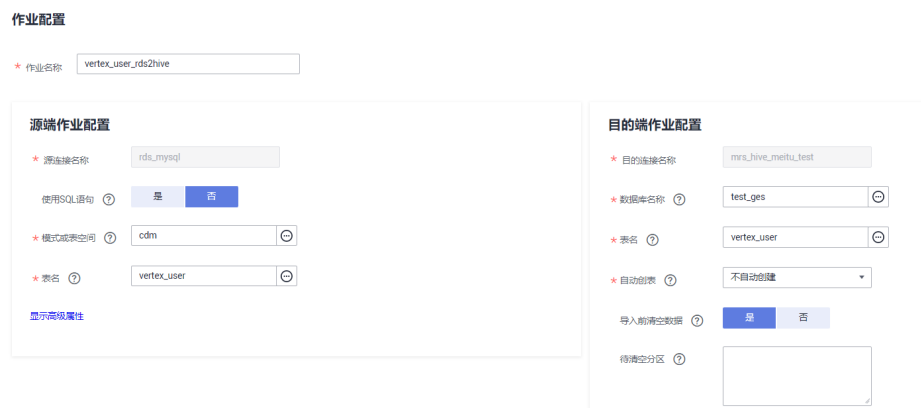 作业配置
* 作业名称 vertex_user_rds2hive
源端作业配置
* 源连接名称 rds_mysql
使用SQL语句 ? 是 否
* 模式或表空间 ? cdm
* 表名 ? vertex_user
显示高级属性
目的端作业配置
* 目的连接名称 mrs_hive_meitu_test
* 数据库名称 ? test_ges
* 表名 ? vertex_user
* 自动创表 ? 不自动创建
导入前清空数据 ? 是 否
待清空分区 ?